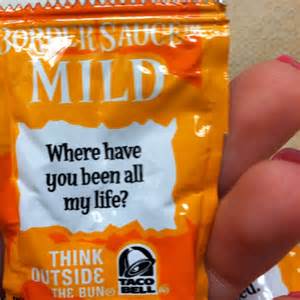 BORDER SAUCE
MILD
Where have
you been all
my life?
THINK
OUTSIDE
THE BUN®
TACO
BELL®